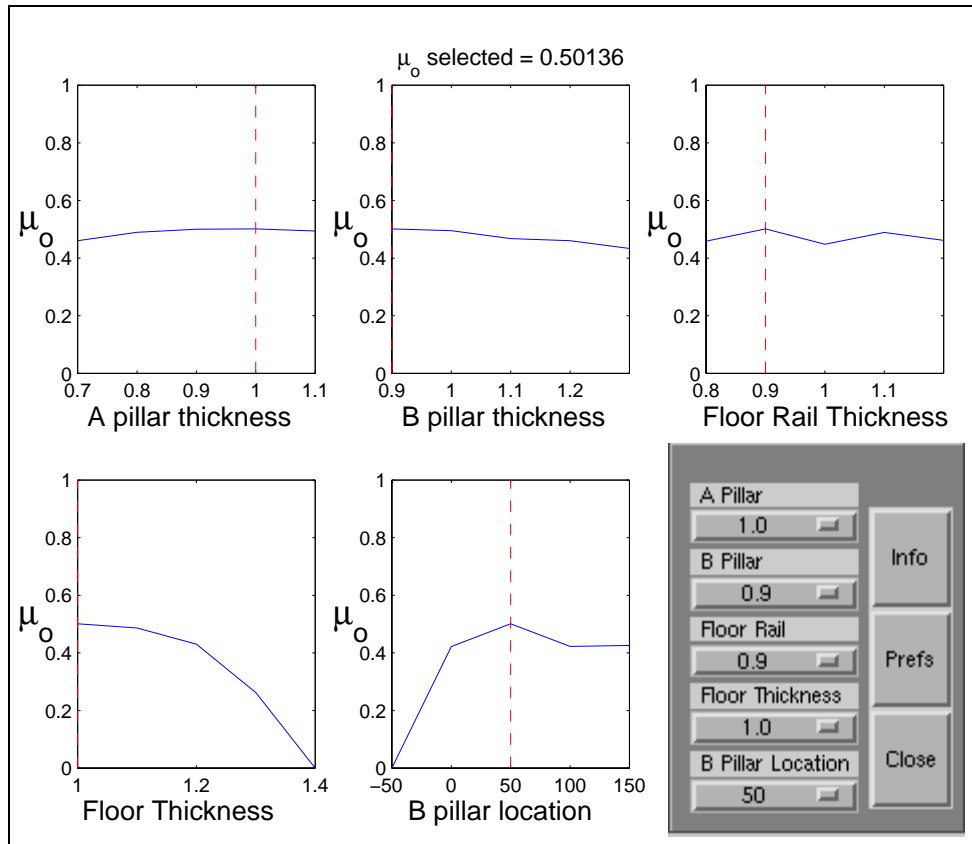 μo selected = 0.50136
1
0.8
0.6
0.4
0.2
0
μo
0.7 0.8 0.9 1 1.1
A pillar thickness
1
0.8
0.6
0.4
0.2
0
μo
0.9 1 1.1 1.2
B pillar thickness
1
0.8
0.6
0.4
0.2
0
μo
0.8 0.9 1 1.1
Floor Rail Thickness
1
0.8
0.6
0.4
0.2
0
μo
1 1.2 1.4
Floor Thickness
1
0.8
0.6
0.4
0.2
0
μo
−50 0 50 100 150
B pillar location
A Pillar
1.0
B Pillar
0.9
Floor Rail
0.9
Floor Thickness
1.0
B Pillar Location
50
Info
Prefs
Close